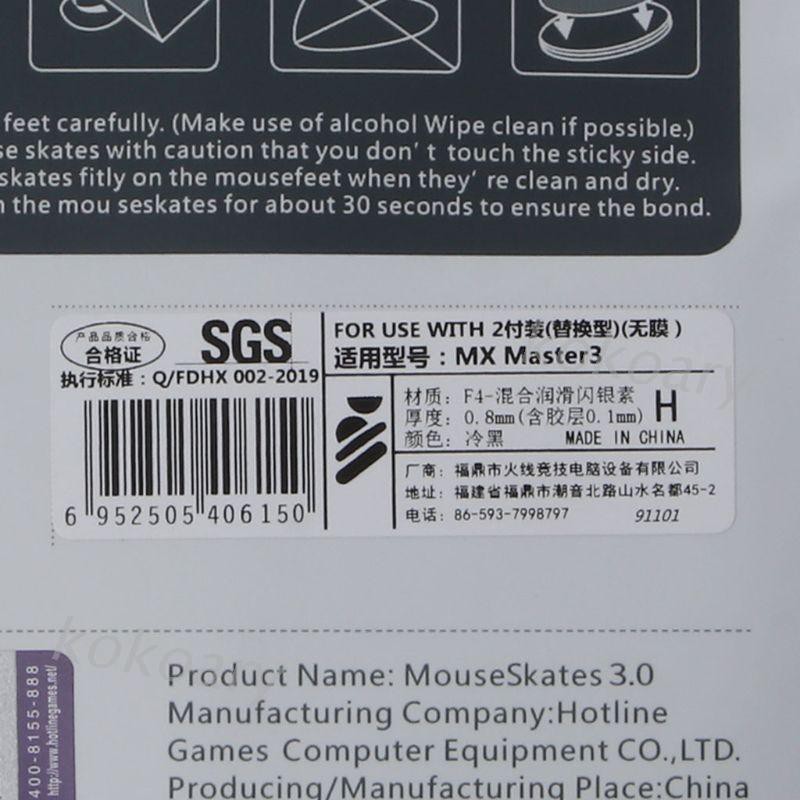 feet carefully. (Make use of alcohol Wipe clean if possible.)
se skates with caution that you don't touch the sticky side.
skates fitly on the mousefeet when they're clean and dry.
n the mou seskates for about 30 seconds to ensure the bond.
产品品质合格
合格证
SGS
执行标准：Q/FDHX 002-2019
6 952505 406150
FOR USE WITH 2付装(替换型)(无膜)
适用型号：MX Master3
材质：F4-混合润滑闪银素
厚度：0.8mm(含胶层0.1mm)
H
颜色：冷黑 MADE IN CHINA
厂商：福鼎市火线竞技电脑设备有限公司
地址：福建省福鼎市潮音北路山水名都45-2
电话：86-593-7998797 91101
kokoary
kokoary
400-8155-888
http://www.hotlinegames.net/
Product Name: MouseSkates 3.0
Manufacturing Company:Hotline
Games Computer Equipment CO.,LTD.
Producing/Manufacturing Place:China